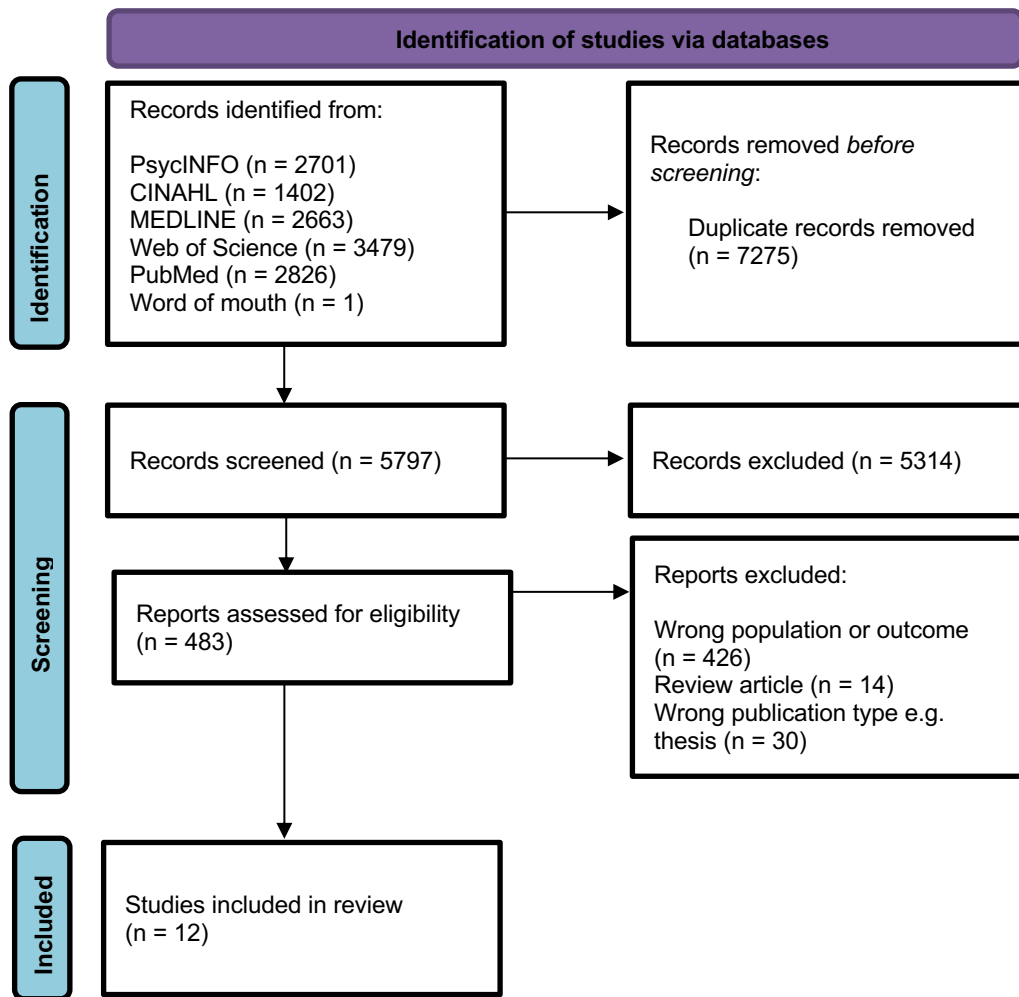 Identification of studies via databases
Identification
Records identified from:
PsycINFO (n = 2701)
CINAHL (n = 1402)
MEDLINE (n = 2663)
Web of Science (n = 3479)
PubMed (n = 2826)
Word of mouth (n = 1)
Records removed before
screening:
Duplicate records removed
(n = 7275)
Screening
Records screened (n = 5797)
Records excluded (n = 5314)
Reports assessed for eligibility
(n = 483)
Reports excluded:
Wrong population or outcome
(n = 426)
Review article (n = 14)
Wrong publication type e.g.
thesis (n = 30)
Included
Studies included in review
(n = 12)